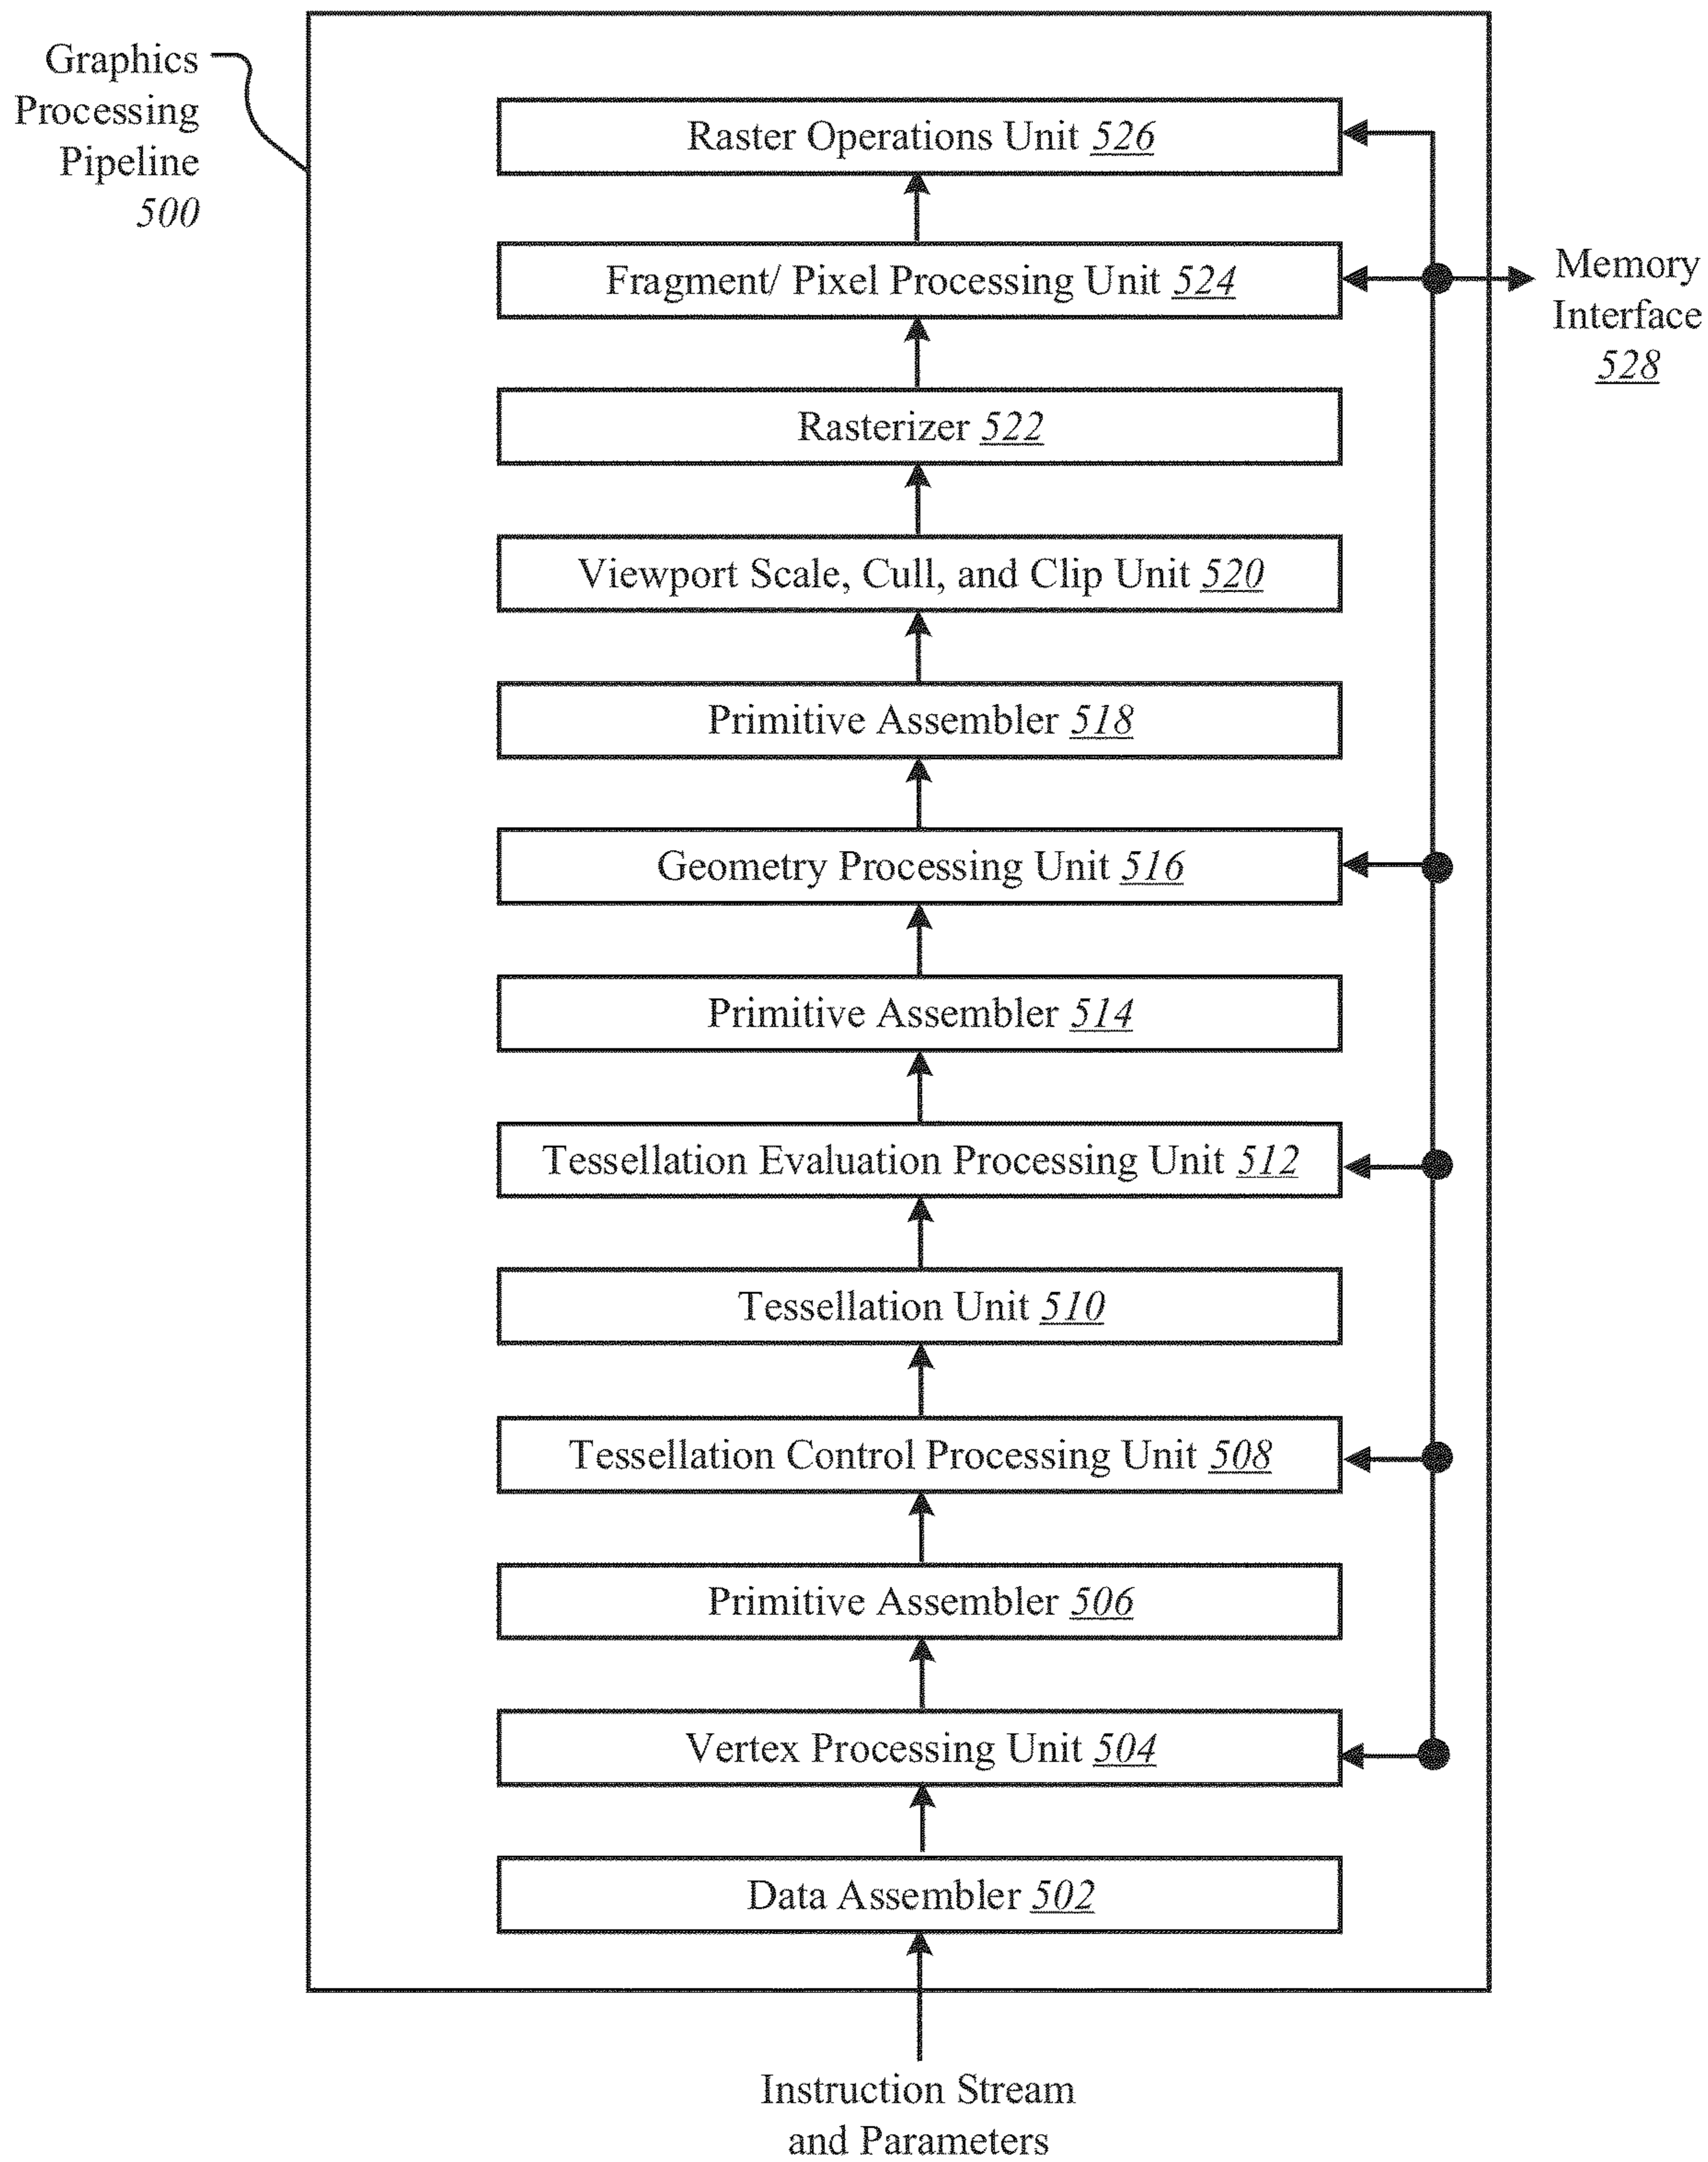 Graphics
Processing
Pipeline
500
Raster Operations Unit 526
Fragment/ Pixel Processing Unit 524
Memory
Interface
528
Rasterizer 522
Viewport Scale, Cull, and Clip Unit 520
Primitive Assembler 518
Geometry Processing Unit 516
Primitive Assembler 514
Tessellation Evaluation Processing Unit 512
Tessellation Unit 510
Tessellation Control Processing Unit 508
Primitive Assembler 506
Vertex Processing Unit 504
Data Assembler 502
Instruction Stream
and Parameters